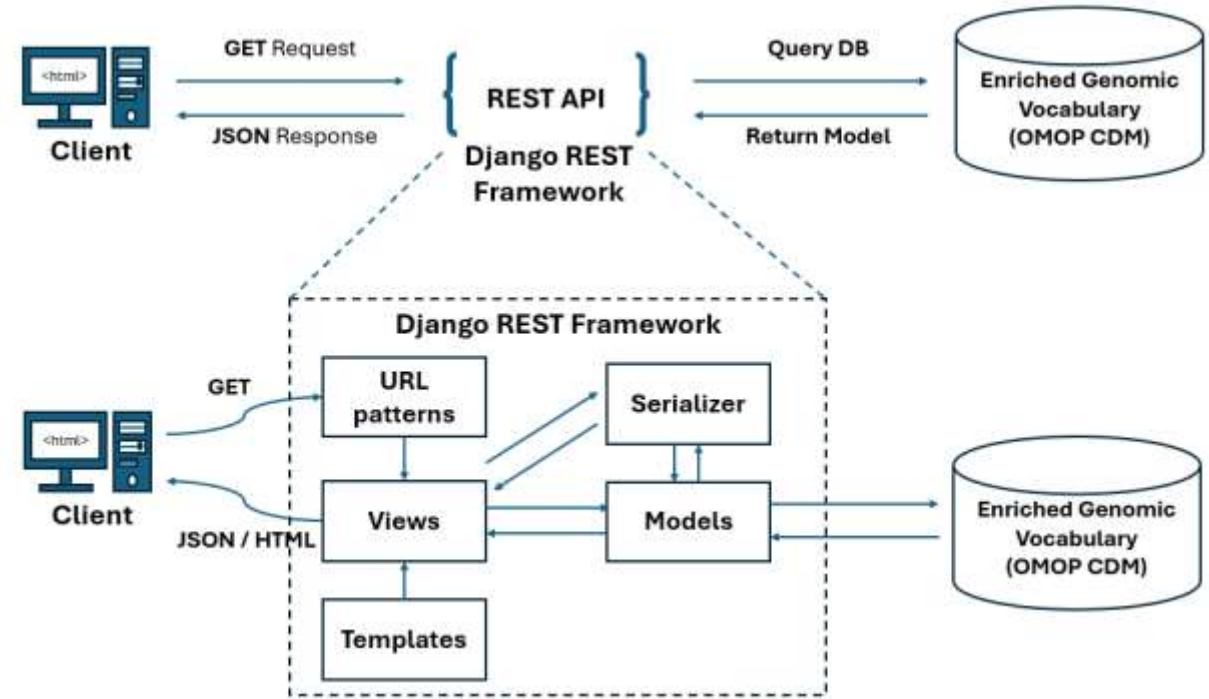 GET Request
Query DB
<html>
REST API
Enriched Genomic
Vocabulary
(OMOP CDM)
JSON Response
Return Model
Client
Django REST
Framework
Django REST Framework
GET
URL
patterns
Serializer
<html>
Client
Views
Models
Enriched Genomic
Vocabulary
(OMOP CDM)
JSON / HTML
Templates